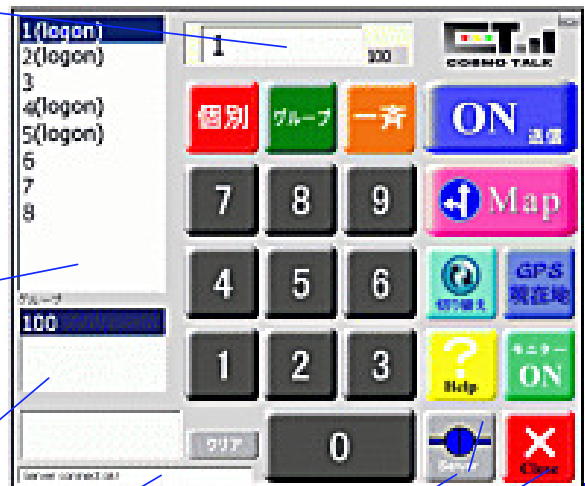 1(logon)
2(logon)
3
4(logon)
5(logon)
6
7
8
グループ
100
1
100
COSMO TALK
個別
グループ
一斉
ON 送信
7
8
9
Map
4
5
6
切り替え
GPS
現在地
1
2
3
Help
モニター
ON
クリア
0
Server
Close
Server connect ok!